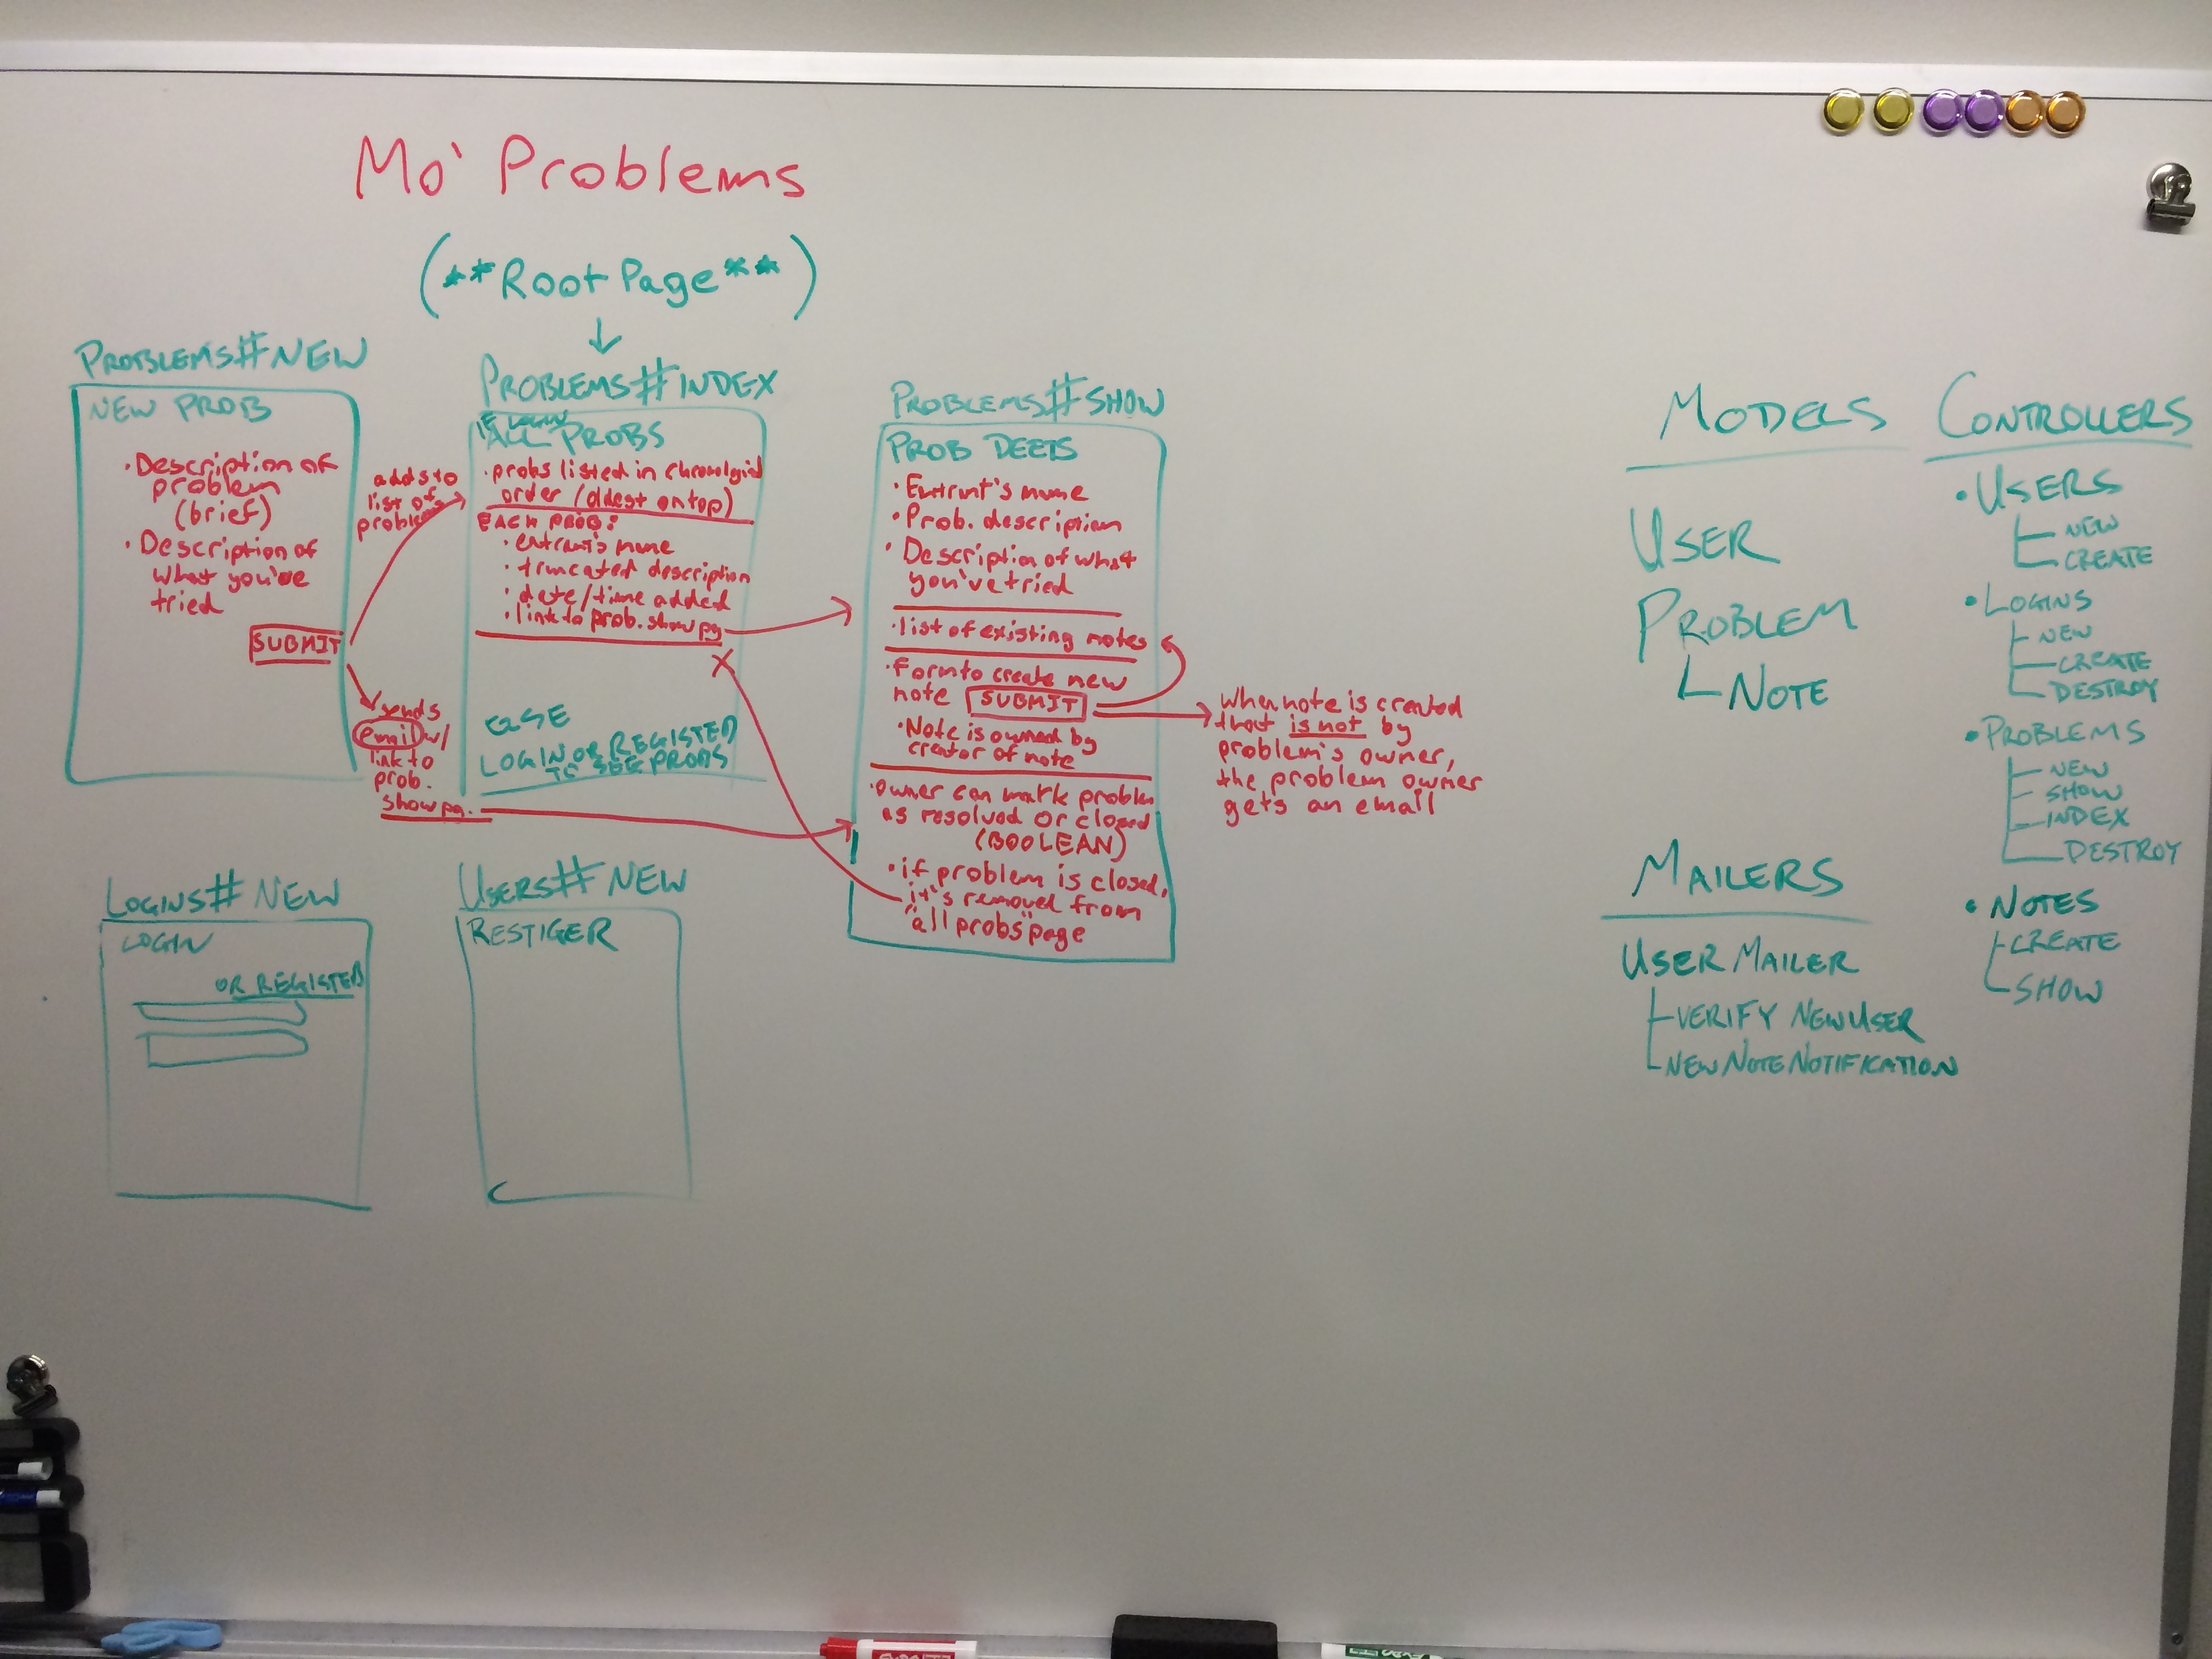 Mo' Problems
(**Root Page**)
PROBLEMS#NEW
NEW PROB
• Description of
problem
(brief)
• Description of
what you've
tried
SUBMIT
adds to
list of
problems
sends
email w/
link to
prob.
show pg.
PROBLEMS#INDEX
IF LOGIN
ALL PROBS
• probs listed in chronolgicl
order (oldest on top)
EACH PROB:
• entrant's name
• truncated description
• date/time added
• link to prob. show pg
ELSE
LOGIN OR REGISTER
TO SEE PROBS
PROBLEMS#SHOW
PROB DEETS
• Entrant's name
• Prob. description
• Description of what
you've tried
• list of existing notes
• Form to create new
note SUBMIT
• Note is owned by
creator of note
• owner can mark problem
as resolved or closed
(BOOLEAN)
• if problem is closed,
it's removed from
"all probs" page
When note is created
that is not by
problem's owner,
the problem owner
gets an email
LOGINS#NEW
LOGIN
OR REGISTER
USERS#NEW
RESTIGER
MODELS
USER
PROBLEM
NOTE
MAILERS
USER MAILER
VERIFY NEW USER
NEW NOTE NOTIFICATION
CONTROLLERS
• USERS
NEW
CREATE
• LOGINS
NEW
CREATE
DESTROY
• PROBLEMS
NEW
SHOW
INDEX
DESTROY
• NOTES
CREATE
SHOW